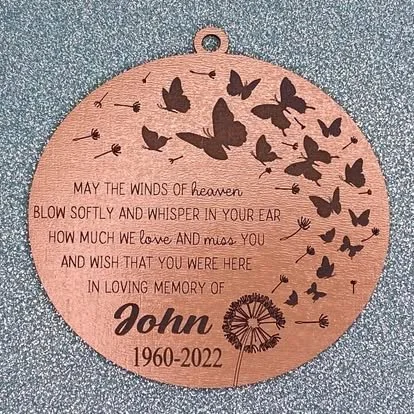 MAY THE WINDS OF heaven
BLOW SOFTLY AND WHISPER IN YOUR EAR
HOW MUCH WE love AND miss YOU
AND WISH THAT YOU WERE HERE
IN LOVING MEMORY OF
John
1960-2022